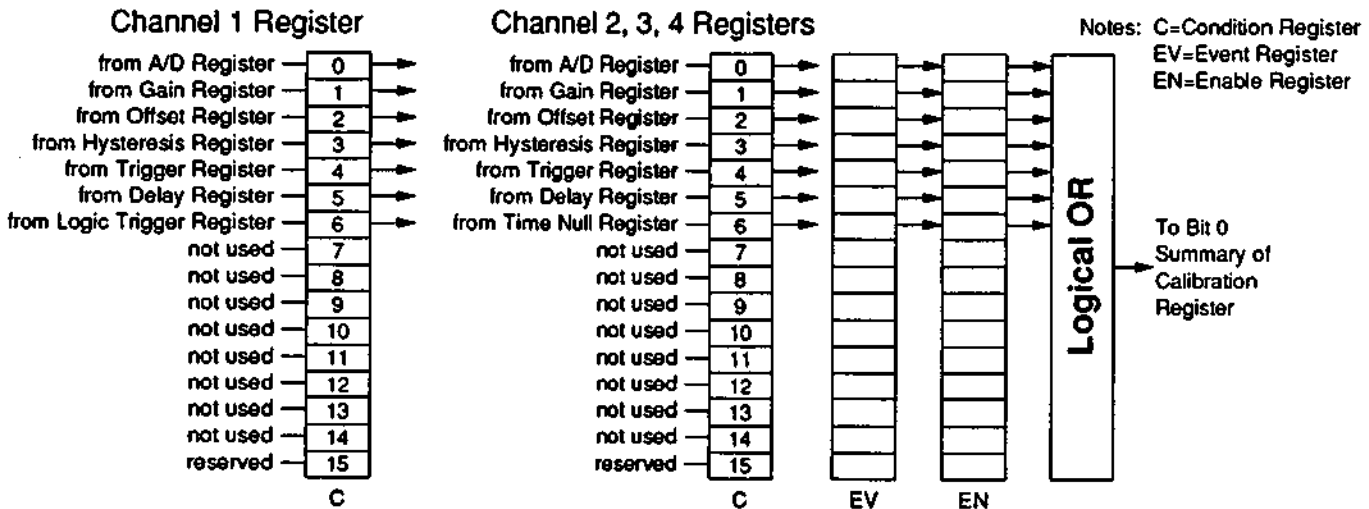 Channel 1 Register
from A/D Register 0
from Gain Register 1
from Offset Register 2
from Hysteresis Register 3
from Trigger Register 4
from Delay Register 5
from Logic Trigger Register 6
not used 7
not used 8
not used 9
not used 10
not used 11
not used 12
not used 13
not used 14
reserved 15
C
Channel 2, 3, 4 Registers
from A/D Register 0
from Gain Register 1
from Offset Register 2
from Hysteresis Register 3
from Trigger Register 4
from Delay Register 5
from Time Null Register 6
not used 7
not used 8
not used 9
not used 10
not used 11
not used 12
not used 13
not used 14
reserved 15
C EV EN
Logical OR
To Bit 0
Summary of
Calibration
Register
Notes: C=Condition Register
EV=Event Register
EN=Enable Register